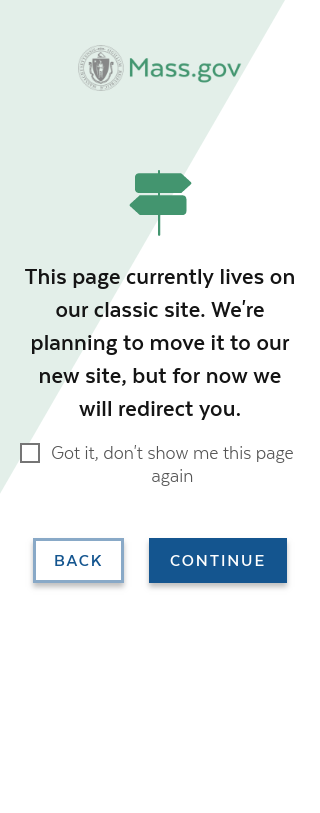 Mass.gov
This page currently lives on
our classic site. We're
planning to move it to our
new site, but for now we
will redirect you.
Got it, don't show me this page
again
BACK
CONTINUE